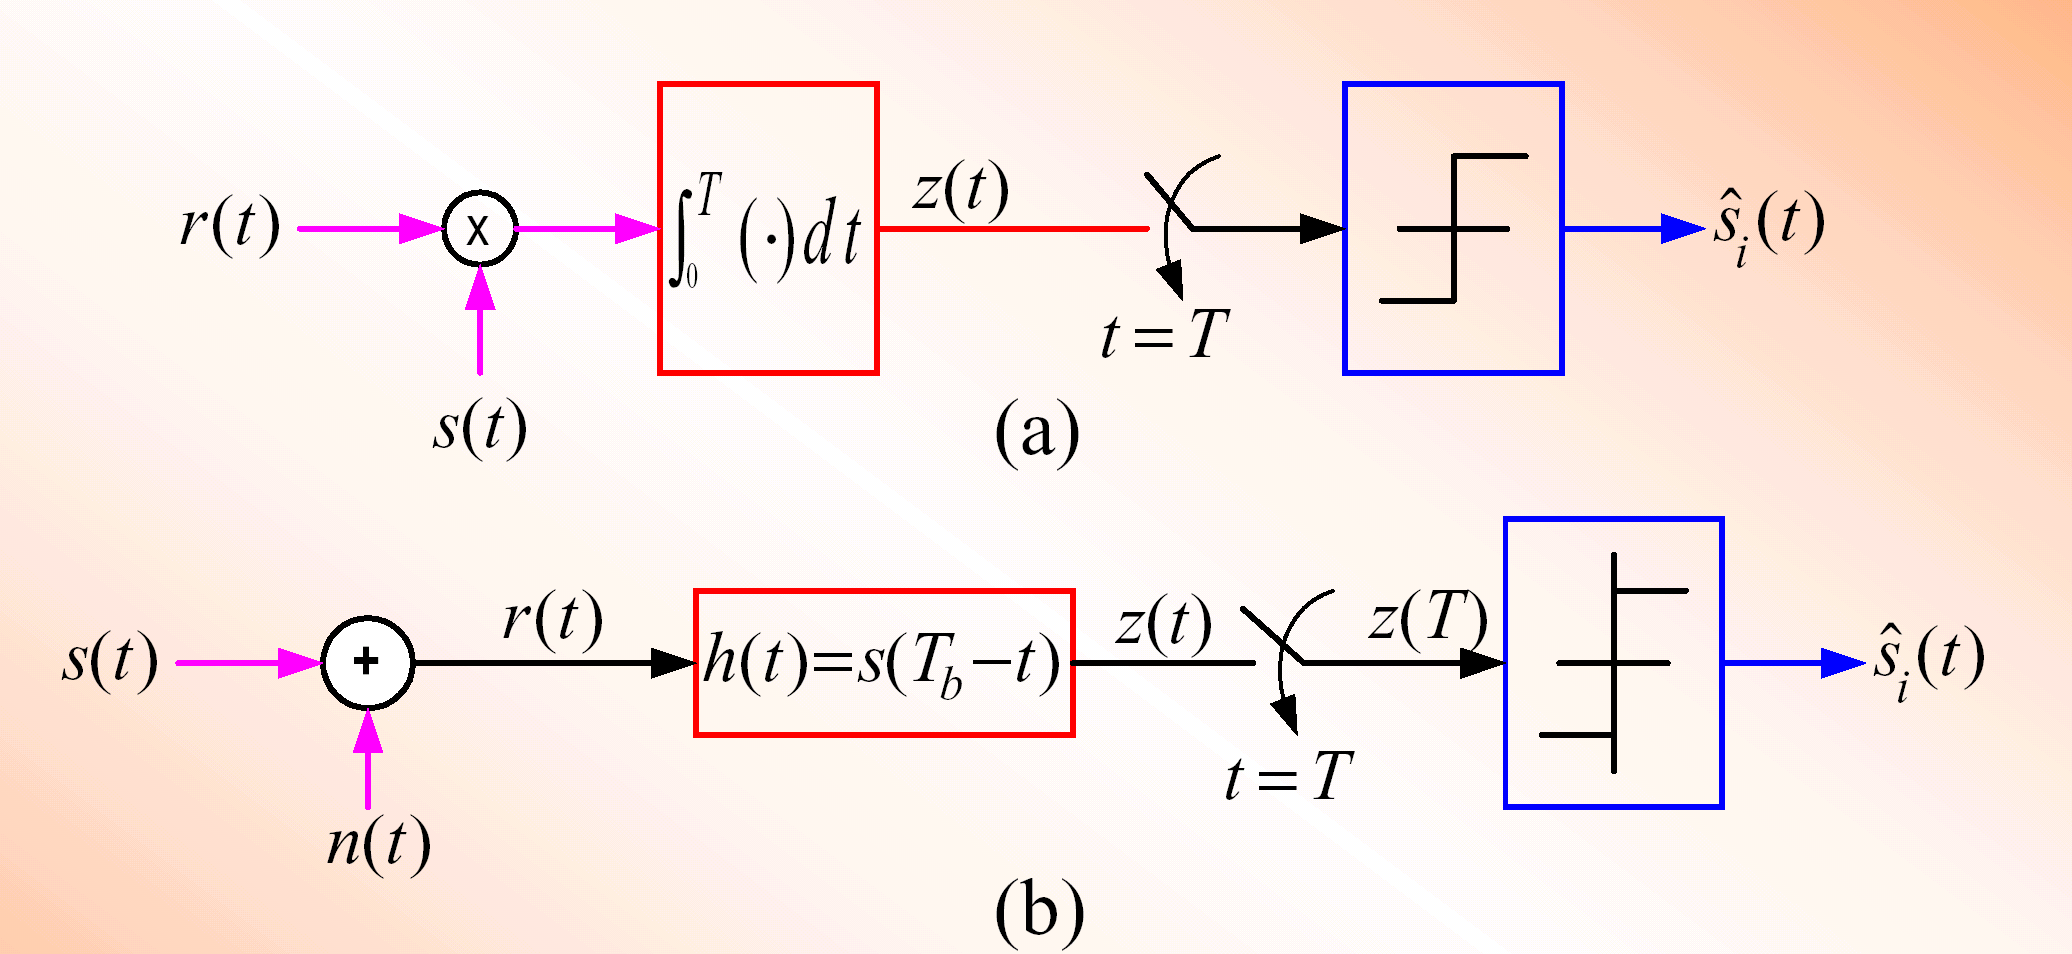 r(t) x ∫₀ᵀ(·)dt z(t) t=T ŝᵢ(t)
s(t)
(a)
s(t) + r(t) h(t)=s(T_b−t) z(t) t=T z(T) ŝᵢ(t)
n(t)
(b)